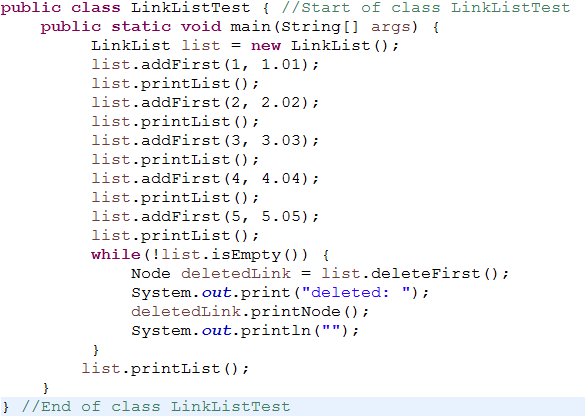 public class LinkListTest { //Start of class LinkListTest
    public static void main(String[] args) {
        LinkList list = new LinkList();
        list.addFirst(1, 1.01);
        list.printList();
        list.addFirst(2, 2.02);
        list.printList();
        list.addFirst(3, 3.03);
        list.printList();
        list.addFirst(4, 4.04);
        list.printList();
        list.addFirst(5, 5.05);
        list.printList();
        while(!list.isEmpty()) {
            Node deletedLink = list.deleteFirst();
            System.out.print("deleted: ");
            deletedLink.printNode();
            System.out.println("");
        }
       list.printList();
    }
} //End of class LinkListTest